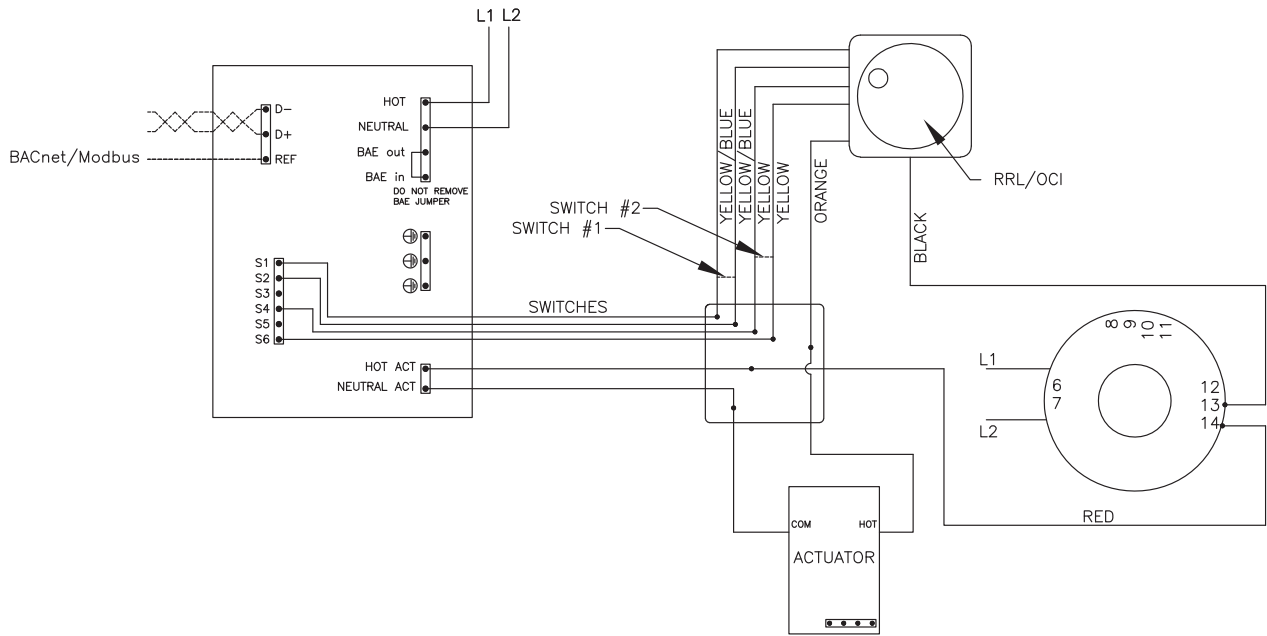 L1 L2
HOT
NEUTRAL
BAE out
BAE in
DO NOT REMOVE
BAE JUMPER
D-
D+
REF
BACnet/Modbus
S1
S2
S3
S4
S5
S6
SWITCHES
HOT ACT
NEUTRAL ACT
SWITCH #2
SWITCH #1
YELLOW/BLUE
YELLOW/BLUE
YELLOW
YELLOW
ORANGE
RRL/OCI
BLACK
L1
L2
6
7
8
9
10
11
12
13
14
RED
COM
HOT
ACTUATOR